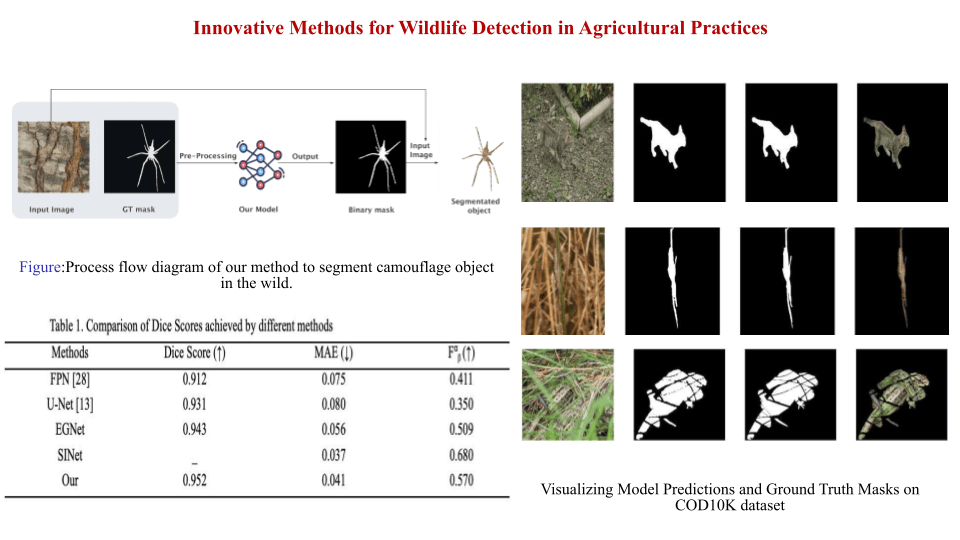 Innovative Methods for Wildlife Detection in Agricultural Practices
Pre-Processing
Output
Input
Image
Input Image
GT mask
Our Model
Binary mask
Segmentated
object
Figure:Process flow diagram of our method to segment camouflage object
in the wild.
Table 1. Comparison of Dice Scores achieved by different methods
Methods Dice Score (↑) MAE (↓) Fᵅᵦ(↑)
FPN [28] 0.912 0.075 0.411
U-Net [13] 0.931 0.080 0.350
EGNet 0.943 0.056 0.509
SINet _ 0.037 0.680
Our 0.952 0.041 0.570
Visualizing Model Predictions and Ground Truth Masks on
COD10K dataset